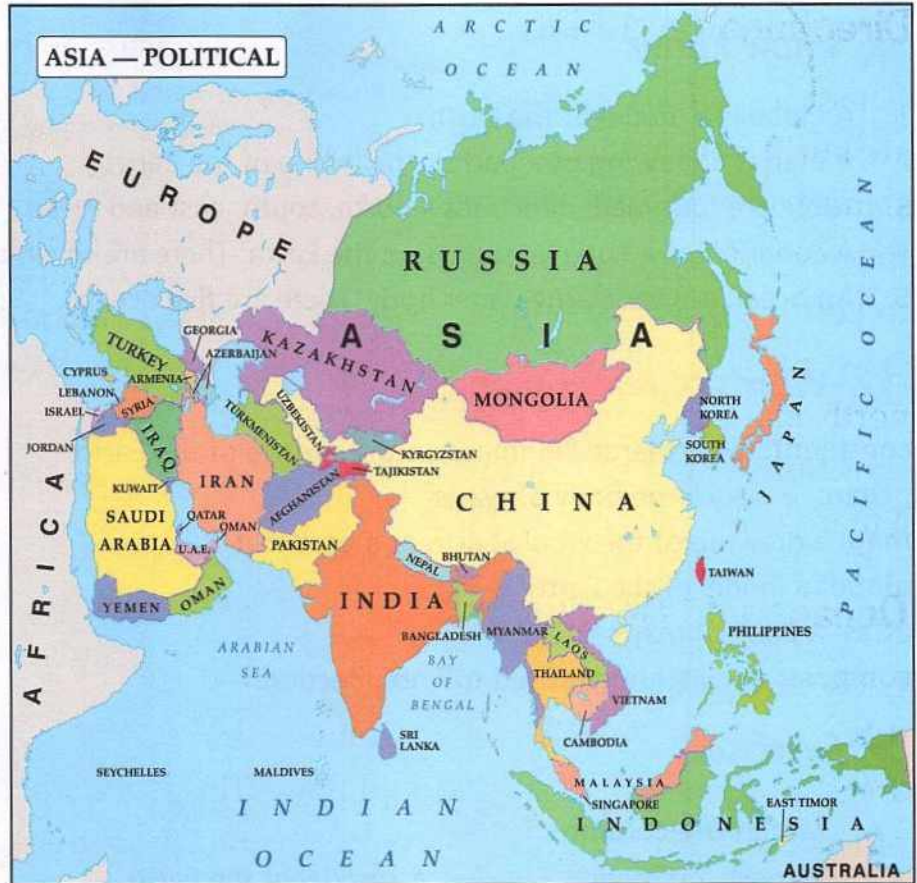 ASIA — POLITICAL
ARCTIC
OCEAN
EUROPE
RUSSIA
ASIA
PACIFIC OCEAN
GEORGIA
AZERBAIJAN
KAZAKHSTAN
TURKEY
CYPRUS
ARMENIA
LEBANON
SYRIA
ISRAEL
JORDAN
IRAQ
TURKMENISTAN
UZBEKISTAN
MONGOLIA
NORTH
KOREA
SOUTH
KOREA
JAPAN
KYRGYZSTAN
TAJIKISTAN
AFRICA
KUWAIT
IRAN
AFGHANISTAN
CHINA
SAUDI
ARABIA
QATAR
OMAN
U.A.E.
PAKISTAN
NEPAL
BHUTAN
TAIWAN
YEMEN
OMAN
INDIA
BANGLADESH
MYANMAR
LAOS
PHILIPPINES
ARABIAN
SEA
BAY
OF
BENGAL
THAILAND
VIETNAM
CAMBODIA
SRI
LANKA
SEYCHELLES
MALDIVES
MALAYSIA
SINGAPORE
EAST TIMOR
INDONESIA
INDIAN
OCEAN
AUSTRALIA